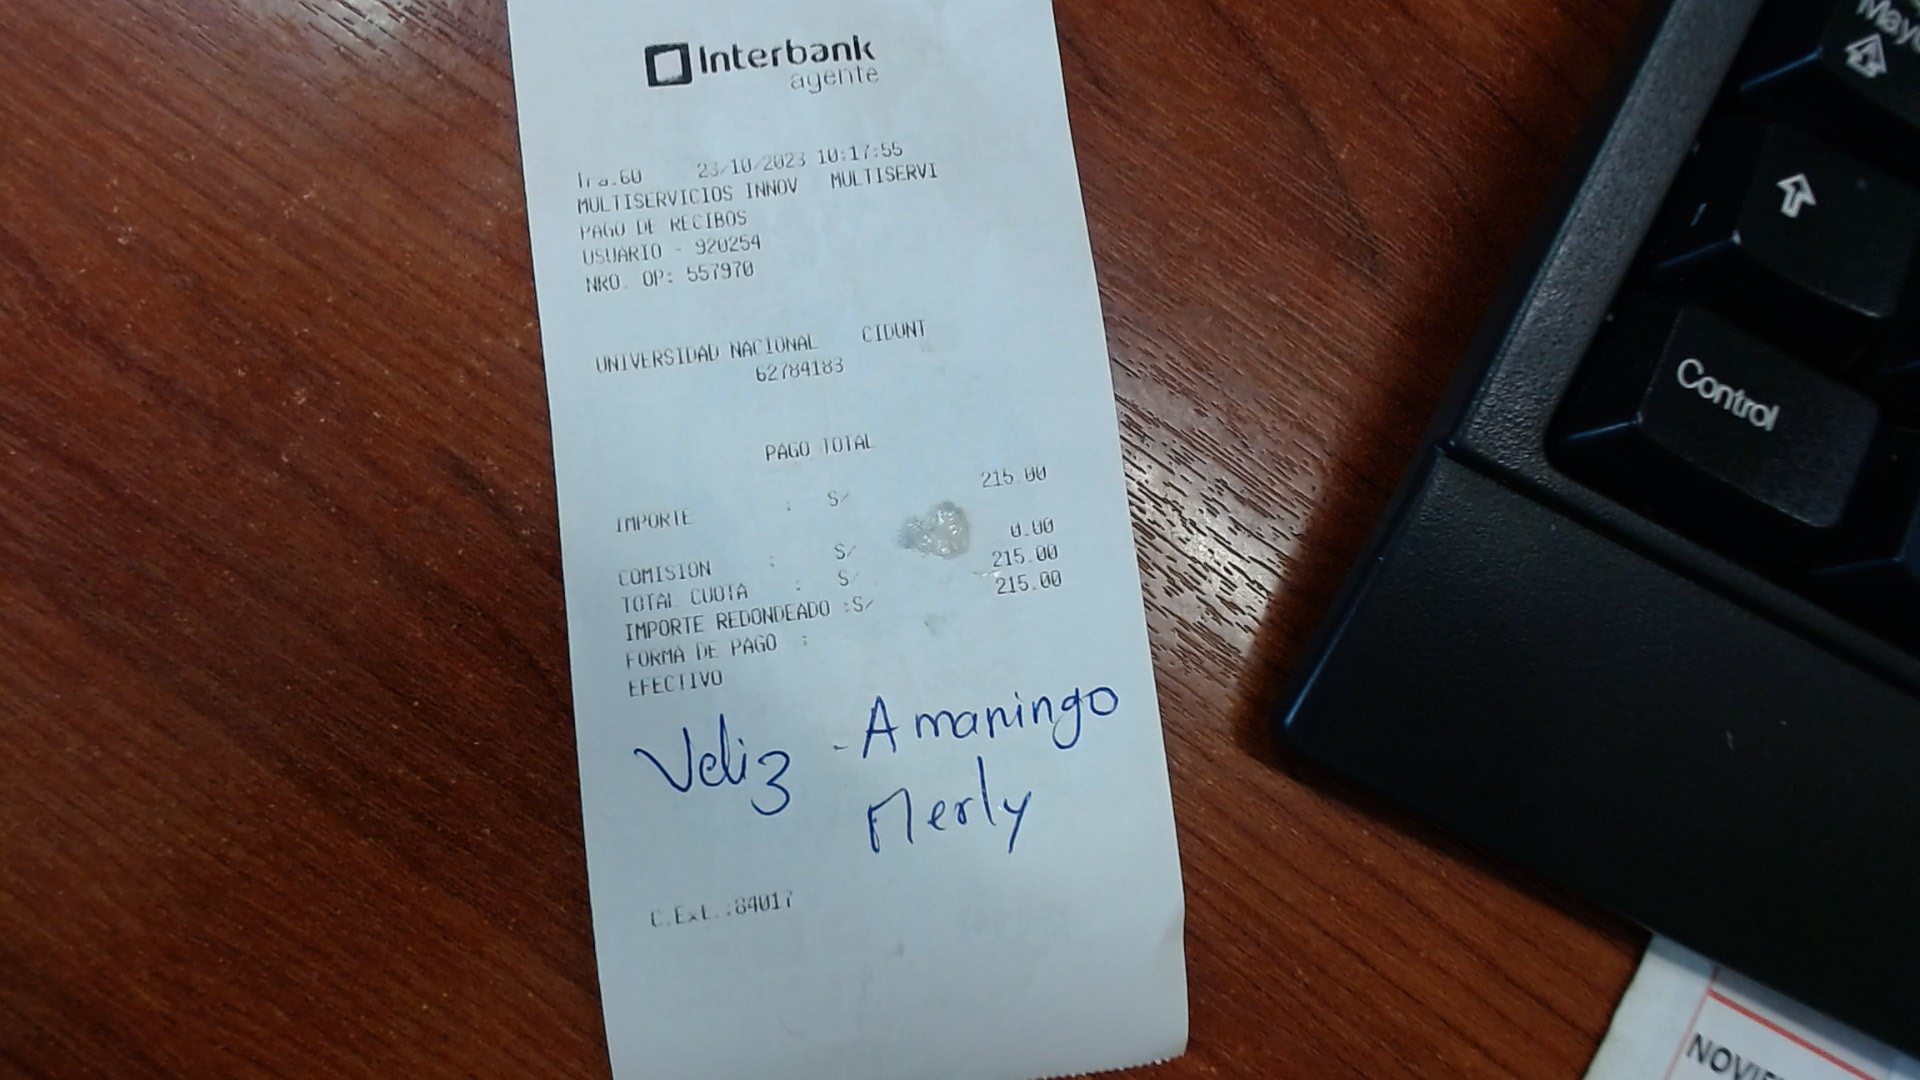 Interbank
agente
Tra.60 23/10/2023 10:17:55
MULTISERVICIOS INNOV MULTISERVI
PAGO DE RECIBOS
USUARIO - 920254
NRO. OP: 557970
UNIVERSIDAD NACIONAL CIDUNT
62784183
PAGO TOTAL
IMPORTE : S/ 215.00
COMISION : S/ 0.00
TOTAL CUOTA : S/ 215.00
IMPORTE REDONDEADO :S/ 215.00
FORMA DE PAGO :
EFECTIVO
Veliz - Amaningo
Merly
C.Ext.:84017
Control